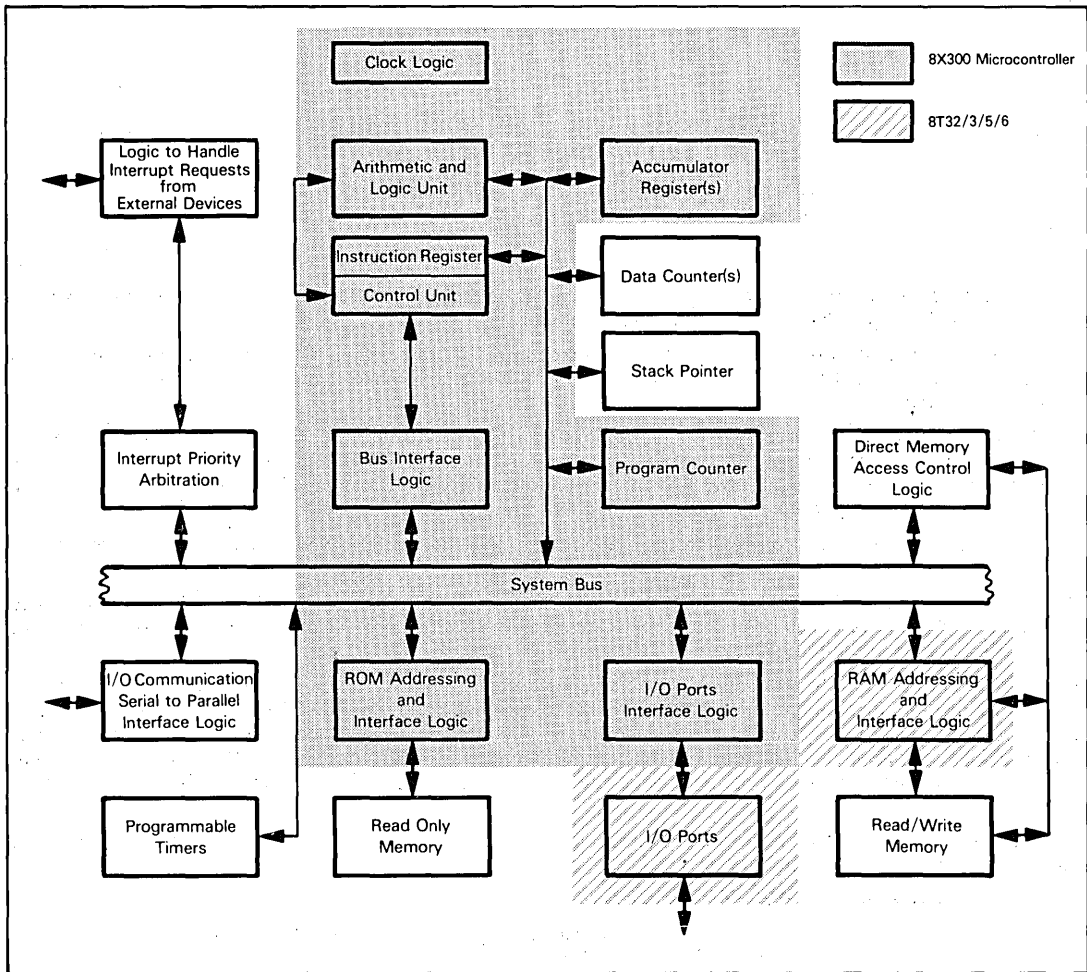 Clock Logic
8X300 Microcontroller
8T32/3/5/6
Logic to Handle
Interrupt Requests
from
External Devices
Arithmetic and
Logic Unit
Accumulator
Register(s)
Instruction Register
Control Unit
Data Counter(s)
Stack Pointer
Interrupt Priority
Arbitration
Bus Interface
Logic
Program Counter
Direct Memory
Access Control
Logic
System Bus
I/O Communication
Serial to Parallel
Interface Logic
ROM Addressing
and
Interface Logic
I/O Ports
Interface Logic
RAM Addressing
and
Interface Logic
Programmable
Timers
Read Only
Memory
I/O Ports
Read/Write
Memory